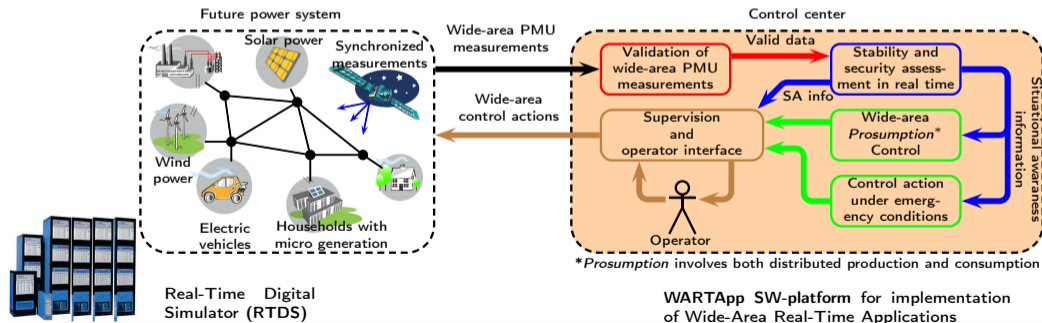 Future power system
Solar power
Synchronized
measurements
Wind
power
Electric
vehicles
Households with
micro generation
Wide-area PMU
measurements
Wide-area
control actions
Control center
Validation of
wide-area PMU
measurements
Valid data
Stability and
security assess-
ment in real time
SA info
Supervision
and
operator interface
Wide-area
Prosumption*
Control
Control action
under emerg-
ency conditions
Situational awareness
information
Operator
*Prosumption involves both distributed production and consumption
Real-Time Digital
Simulator (RTDS)
WARTApp SW-platform for implementation
of Wide-Area Real-Time Applications